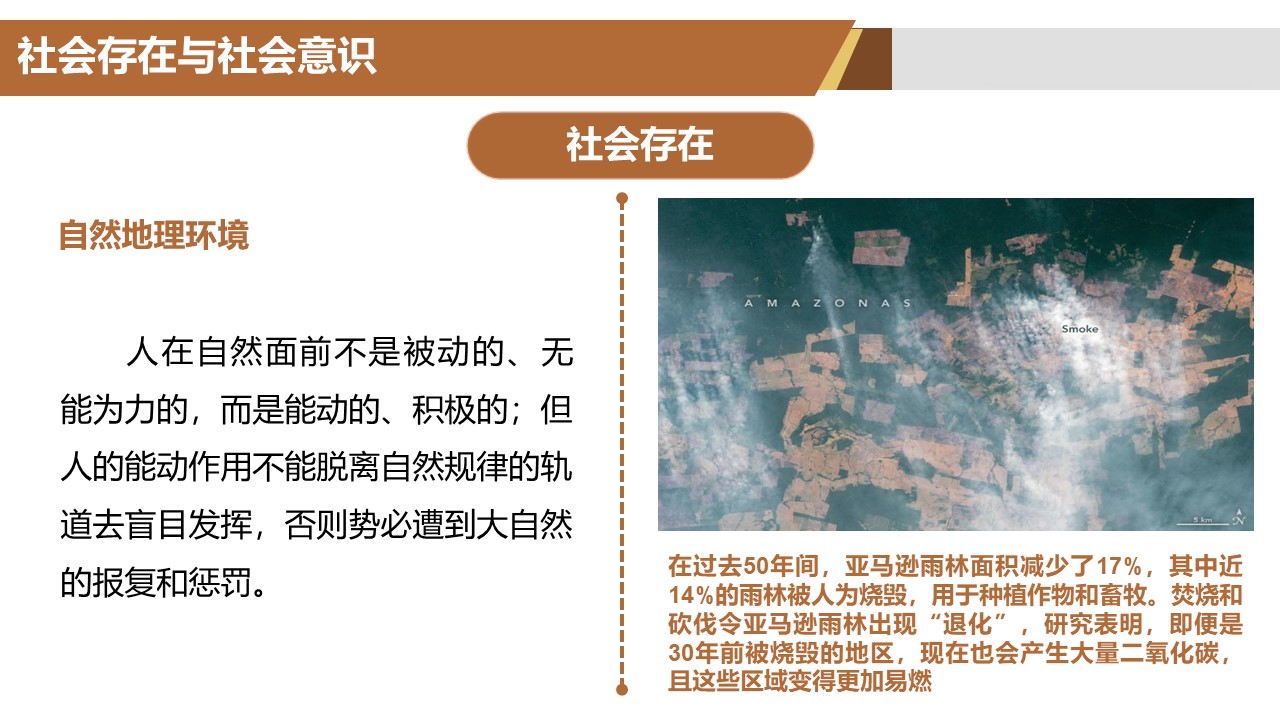 社会存在与社会意识
社会存在
自然地理环境
人在自然面前不是被动的、无
能为力的，而是能动的、积极的；但
人的能动作用不能脱离自然规律的轨
道去盲目发挥，否则势必遭到大自然
的报复和惩罚。
AMAZONAS
Smoke
5 km
N
在过去50年间，亚马逊雨林面积减少了17%，其中近
14%的雨林被人为烧毁，用于种植作物和畜牧。焚烧和
砍伐令亚马逊雨林出现“退化”，研究表明，即便是
30年前被烧毁的地区，现在也会产生大量二氧化碳，
且这些区域变得更加易燃